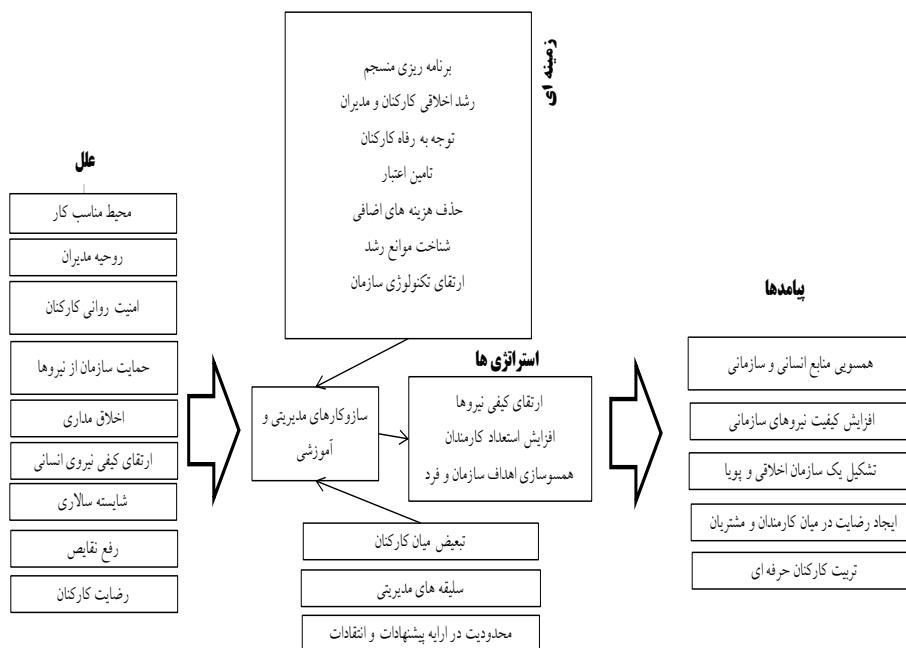 زمینه ای
برنامه ریزی منسجم
رشد اخلاقی کارکنان و مدیران
توجه به رفاه کارکنان
تامین اعتبار
حذف هزینه های اضافی
شناخت موانع رشد
ارتقای تکنولوژی سازمان
علل
محیط مناسب کار
روحیه مدیران
امنیت روانی کارکنان
حمایت سازمان از نیروها
اخلاق مداری
ارتقای کیفی نیروی انسانی
شایسته سالاری
رفع نقایص
رضایت کارکنان
سازوکارهای مدیریتی و
آموزشی
استراتژی ها
ارتقای کیفی نیروها
افزایش استعداد کارمندان
همسوسازی اهداف سازمان و فرد
تبعیض میان کارکنان
سلیقه های مدیریتی
محدودیت در ارایه پیشنهادات و انتقادات
پیامدها
همسویی منابع انسانی و سازمانی
افزایش کیفیت نیروهای سازمانی
تشکیل یک سازمان اخلاقی و پویا
ایجاد رضایت در میان کارمندان و مشتریان
تربیت کارکنان حرفه ای